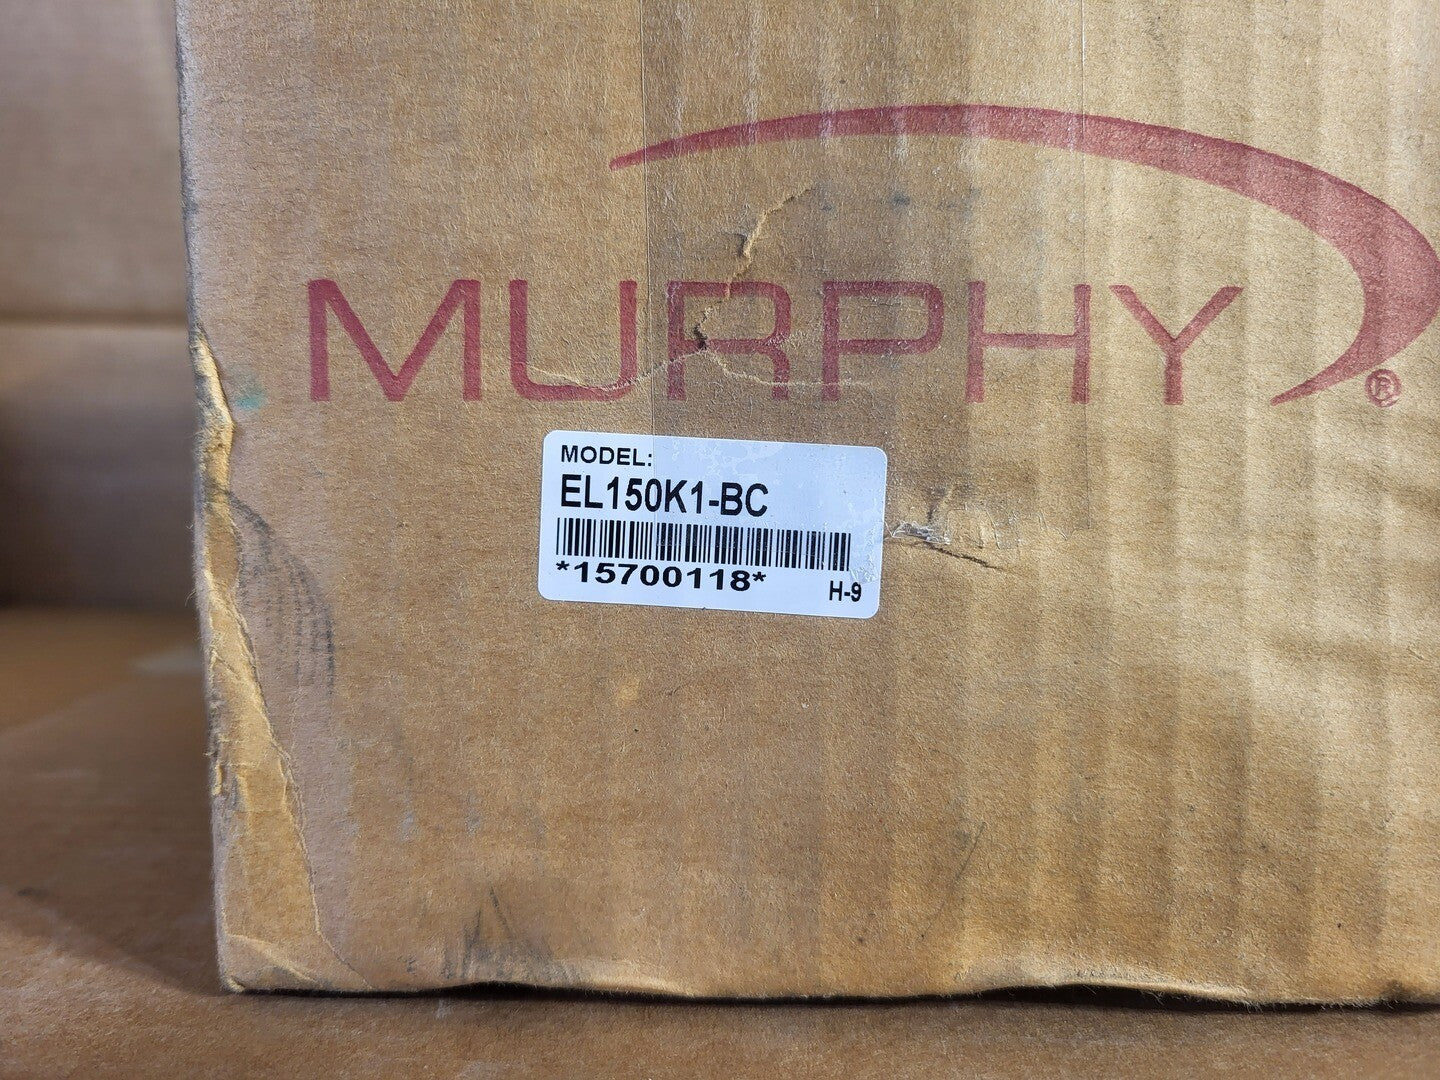 MURPHY®
MODEL:
EL150K1-BC
*15700118*
H-9